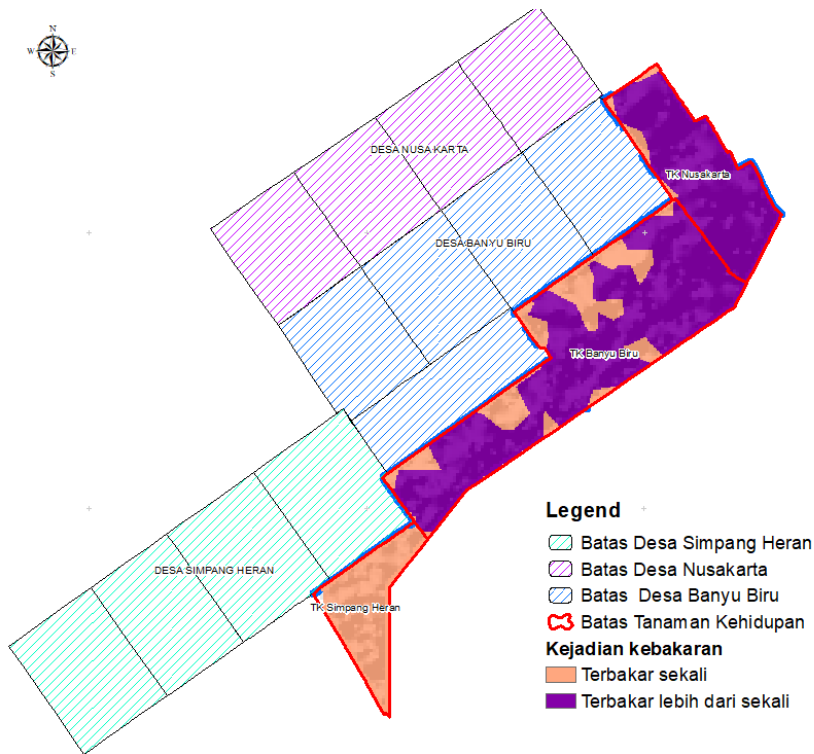 N
W E
S
DESA NUSA KARTA
TK Nusakarta
DESA BANYU BIRU
TK Banyu Biru
DESA SIMPANG HERAN
TK Simpang Heran
Legend
Batas Desa Simpang Heran
Batas Desa Nusakarta
Batas Desa Banyu Biru
Batas Tanaman Kehidupan
Kejadian kebakaran
Terbakar sekali
Terbakar lebih dari sekali